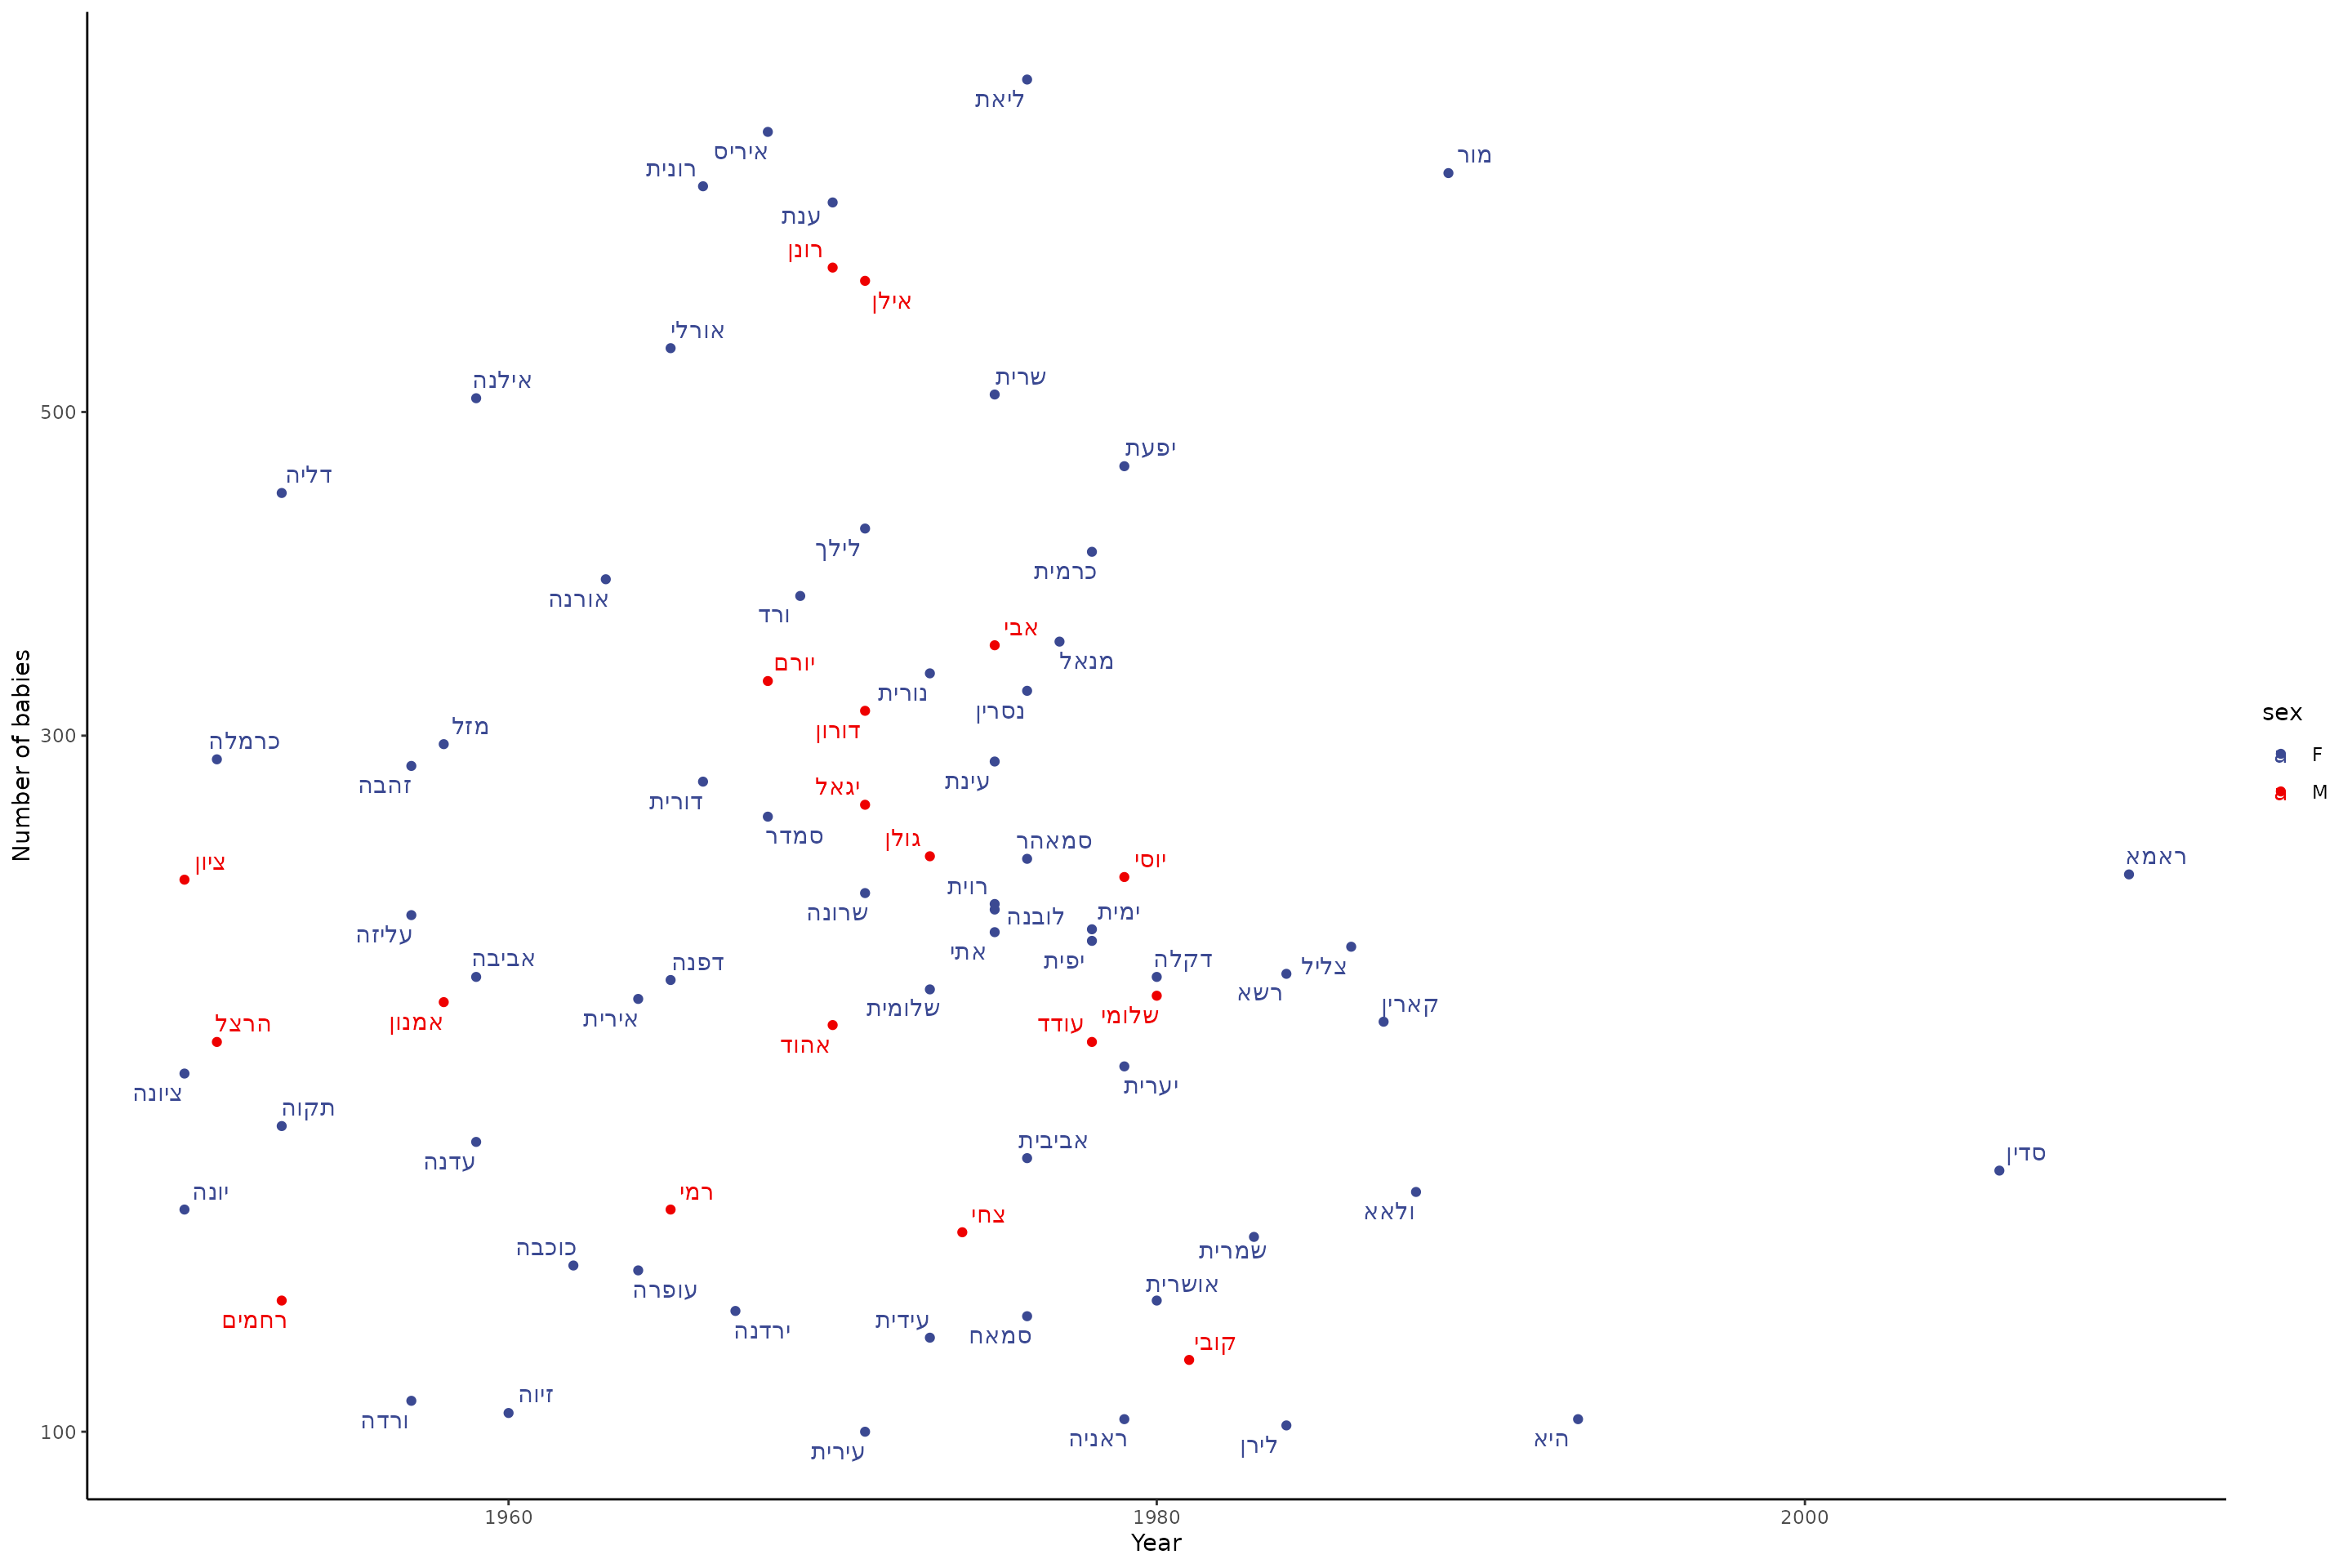 ליאת
איריס
רונית
מור
ענת
רונן
אילן
אורלי
אילנה
שרית
500
יפעת
דליה
לילך
כרמית
אורנה
ורד
אבי
מנאל
יורם
נורית
נסרין
דורון
מזל
כרמלה
300
זהבה
עינת
יגאל
דורית
סמדר
גולן
סמאהר
יוסי
ראמא
ציון
רוית
לובנה
ימית
שרונה
עליזה
אתי
יפית
אביבה
דפנה
דקלה
צליל
רשא
קארין
שלומית
אירית
אמנון
הרצל
שלומי
עודד
אהוד
ציונה
יערית
תקוה
אביבית
עדנה
סדין
יונה
רמי
צחי
ולאא
כוכבה
שמרית
עופרה
אושרית
רחמים
ירדנה
עידית
סמאח
קובי
ורדה
זיוה
100
עירית
ראניה
לירן
היא
1960
1980
2000
Year
Number of babies
sex
a F
a M